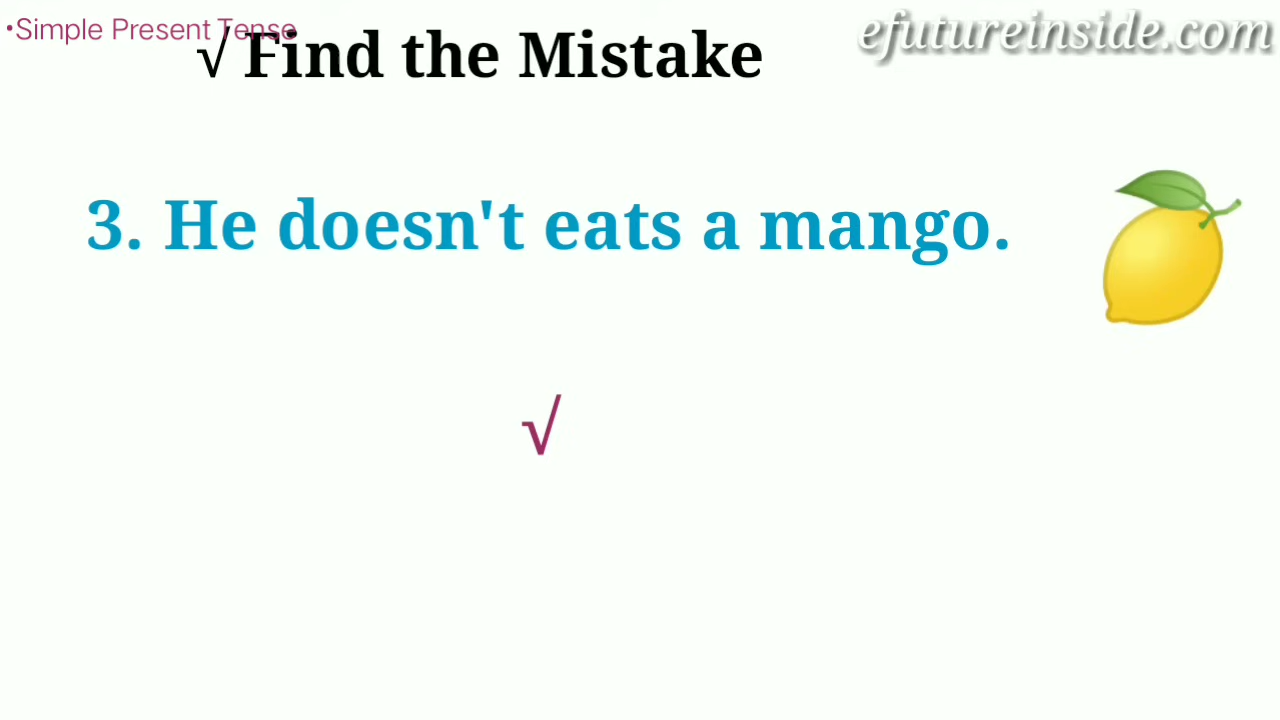 •Simple Present Tense
√ Find the Mistake
efutureinside.com
3. He doesn't eats a mango.
√